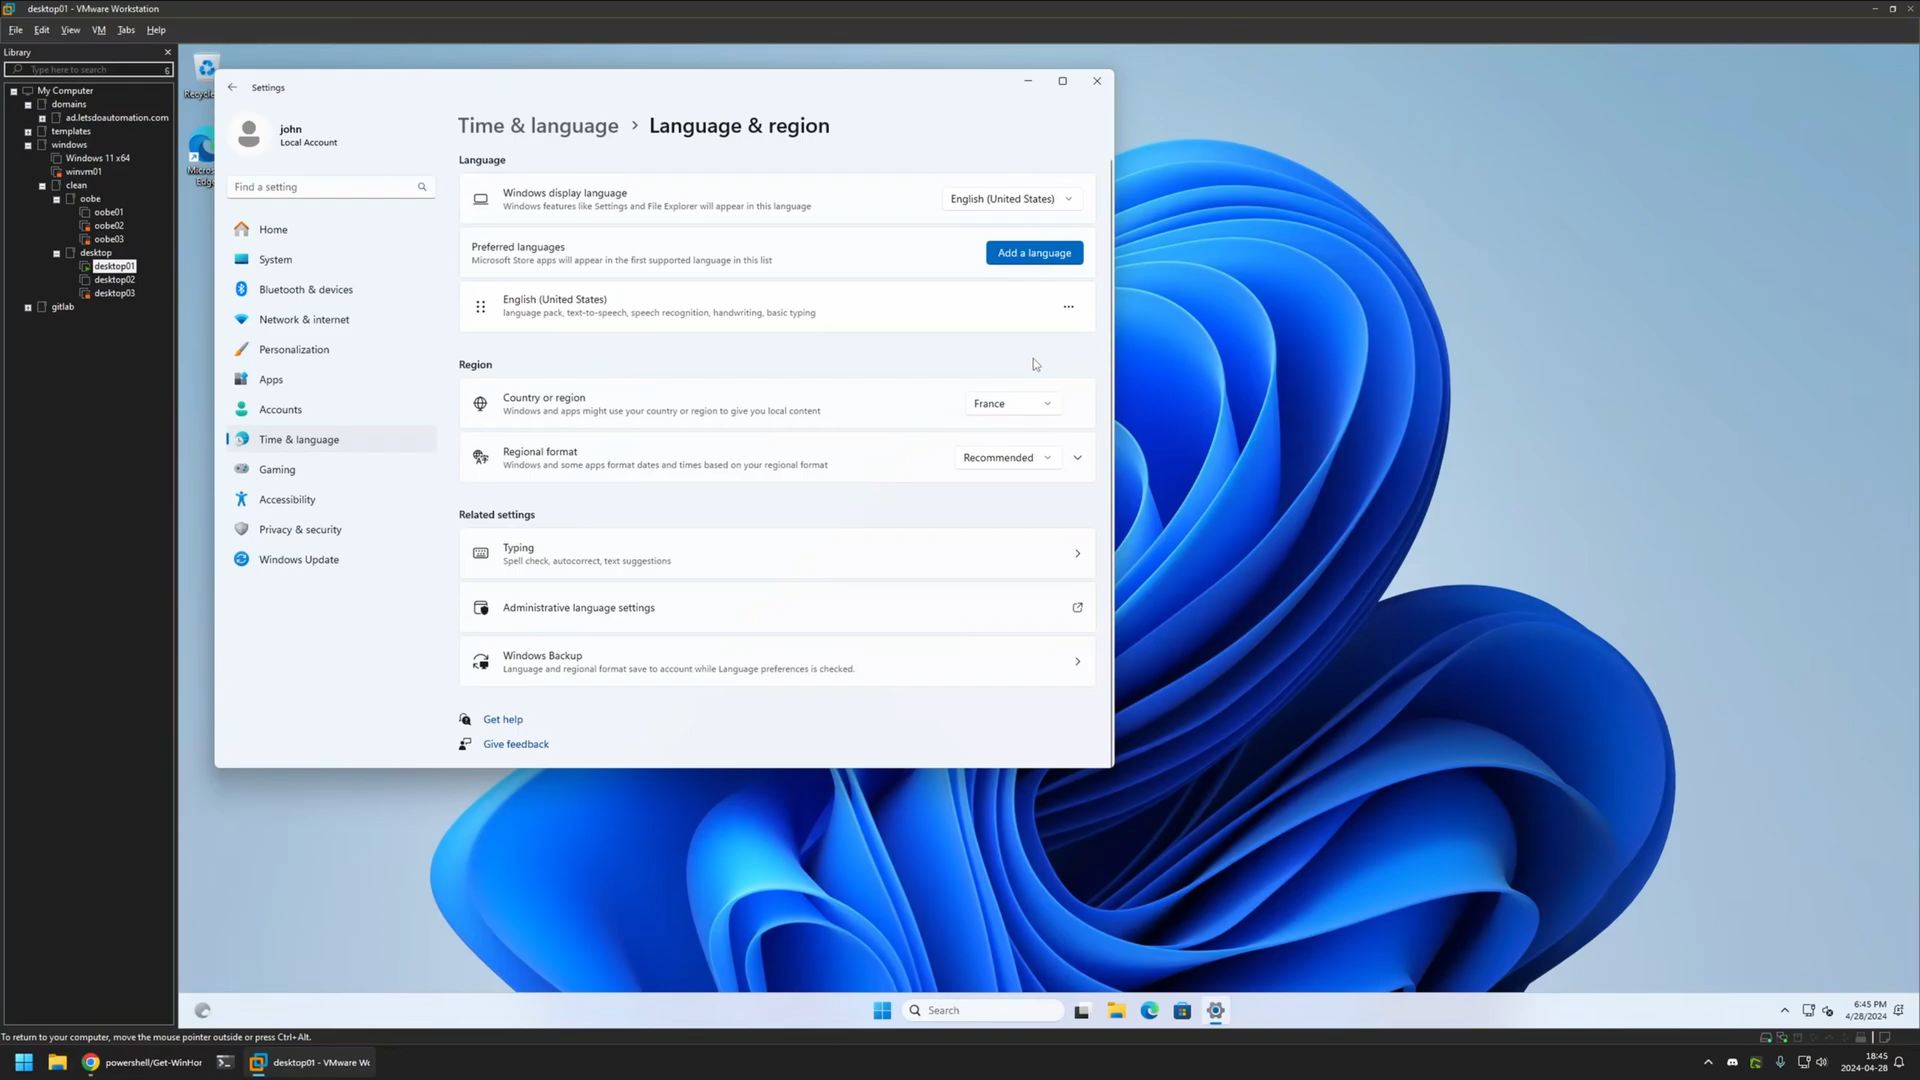 desktop01 - VMware Workstation
File Edit View VM Tabs Help
Library
Type here to search
My Computer
domains
ad.letsdoautomation.com
templates
windows
Windows 11 x64
winvm01
clean
oobe
oobe01
oobe02
oobe03
desktop
desktop01
desktop02
desktop03
gitlab
Settings
john
Local Account
Find a setting
Home
System
Bluetooth & devices
Network & internet
Personalization
Apps
Accounts
Time & language
Gaming
Accessibility
Privacy & security
Windows Update
Time & language > Language & region
Language
Windows display language
Windows features like Settings and File Explorer will appear in this language
English (United States)
Preferred languages
Microsoft Store apps will appear in the first supported language in this list
Add a language
English (United States)
language pack, text-to-speech, speech recognition, handwriting, basic typing
Region
Country or region
Windows and apps might use your country or region to give you local content
France
Regional format
Windows and some apps format dates and times based on your regional format
Recommended
Related settings
Typing
Spell check, autocorrect, text suggestions
Administrative language settings
Windows Backup
Language and regional format save to account while Language preferences is checked.
Get help
Give feedback
Search
6:45 PM
4/28/2024
To return to your computer, move the mouse pointer outside or press Ctrl+Alt.
powershell/Get-WinHor
desktop01 - VMware Wo
18:45
2024-04-28